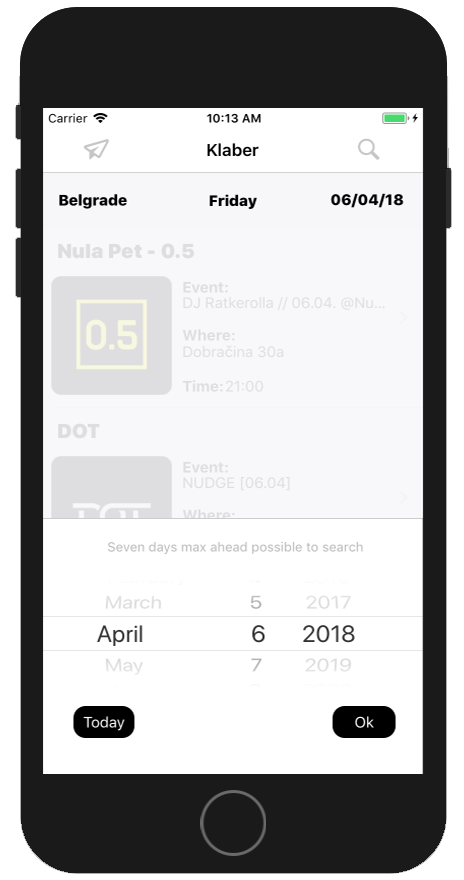 Carrier 10:13 AM
Klaber
Belgrade Friday 06/04/18
Nula Pet - 0.5
0.5
Event:
DJ Ratkerolla // 06.04. @Nu...
Where:
Dobračina 30a
Time: 21:00
DOT
Event:
NUDGE [06.04]
Where:
Seven days max ahead possible to search
March 5 2017
April 6 2018
May 7 2019
Today Ok